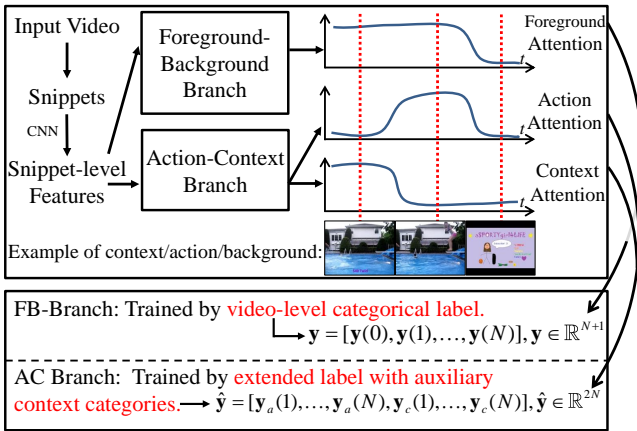 Input Video
Snippets
CNN
Snippet-level
Features
Foreground-
Background
Branch
Action-Context
Branch
t
Foreground
Attention
t
Action
Attention
t
Context
Attention
Example of context/action/background:
FB-Branch: Trained by video-level categorical label.
y = [y(0), y(1),..., y(N)], y ∈ ℝ^{N+1}
AC Branch: Trained by extended label with auxiliary
context categories. ŷ = [y_a(1),..., y_a(N), y_c(1),..., y_c(N)], ŷ ∈ ℝ^{2N}